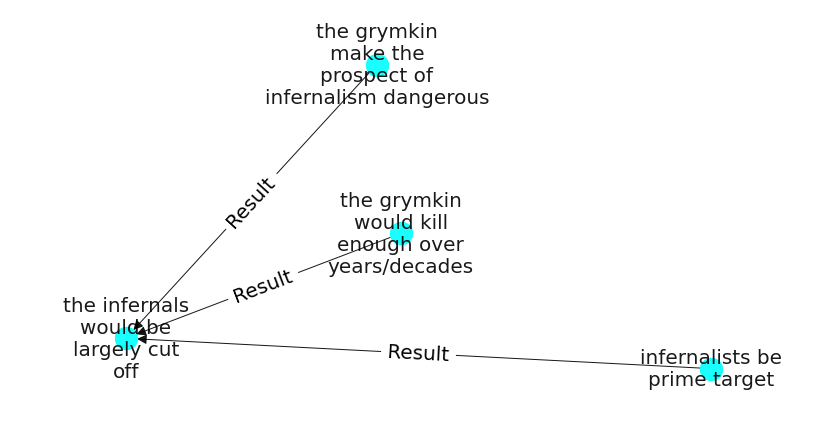 the grymkin
make the
prospect of
infernalism dangerous
Result
the grymkin
would kill
enough over
years/decades
Result
the infernals
would be
largely cut
off
Result
infernalists be
prime target